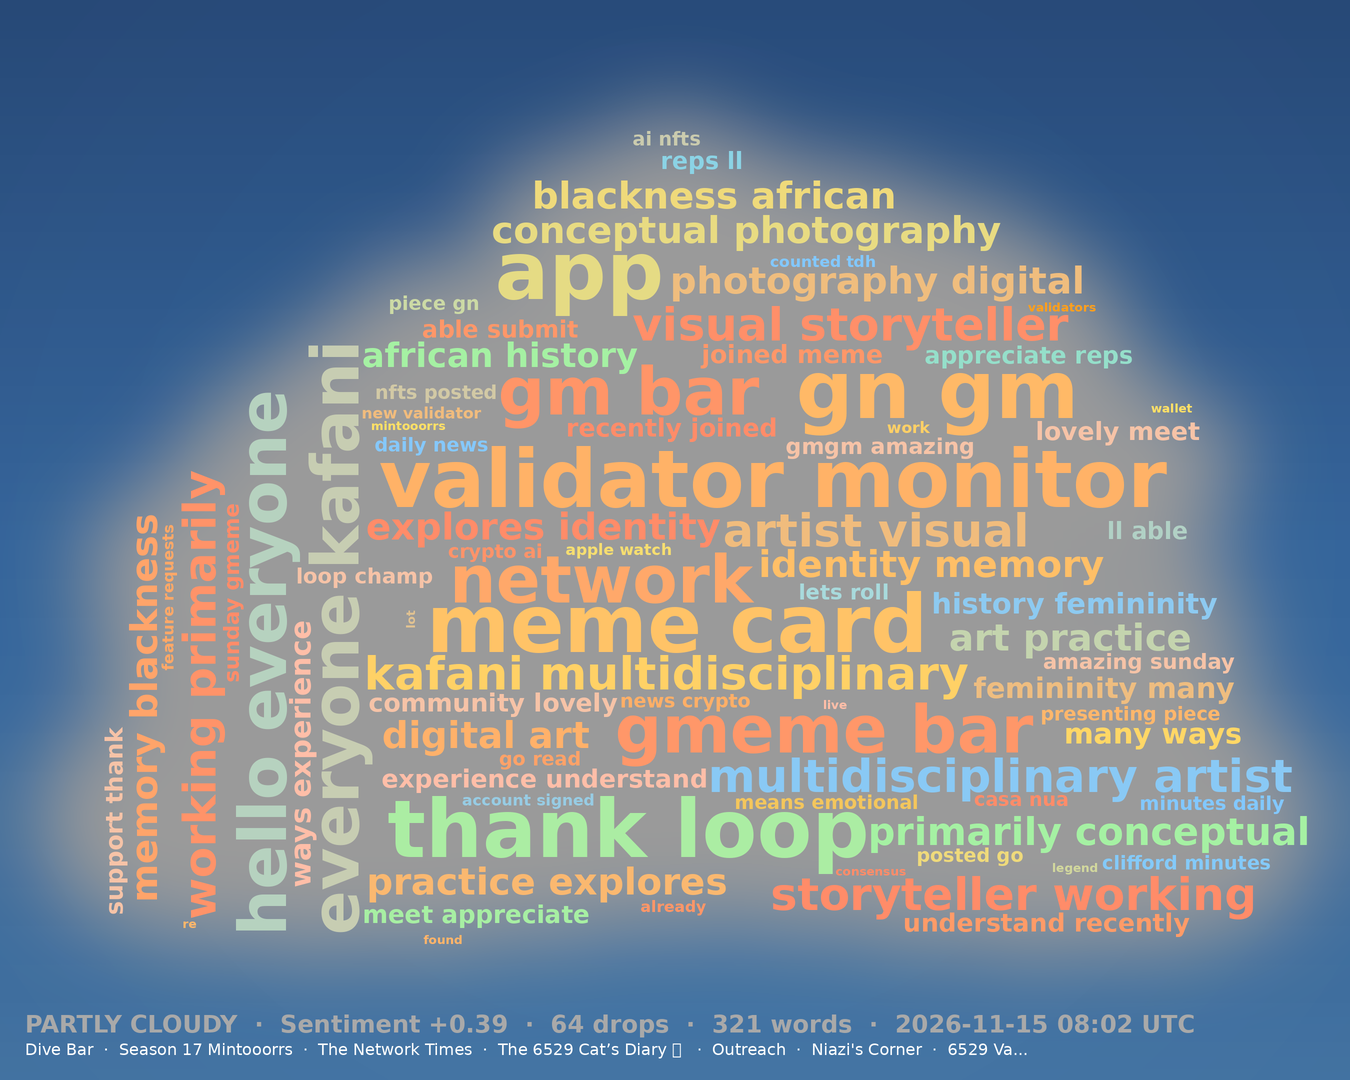 ai nfts
reps ll
blackness african
conceptual photography
app
counted tdh
photography digital
piece gn
validators
able submit
visual storyteller
african history
joined meme
appreciate reps
nfts posted
gm bar
gn gm
new validator
wallet
mintooorrs
recently joined
work
lovely meet
daily news
gmgm amazing
validator monitor
explores identity
artist visual
ll able
crypto ai
apple watch
identity memory
loop champ
network
lets roll
history femininity
lot
meme card
art practice
kafani multidisciplinary
amazing sunday
femininity many
community lovely
news crypto
live
presenting piece
digital art
gmeme bar
many ways
go read
experience understand
multidisciplinary artist
account signed
means emotional
casa nua
minutes daily
thank loop
primarily conceptual
posted go
consensus
legend
clifford minutes
practice explores
storyteller working
meet appreciate
already
understand recently
found
re
support thank
memory blackness
feature requests
working primarily
sunday gmeme
hello everyone
ways experience
everyone kafani
PARTLY CLOUDY · Sentiment +0.39 · 64 drops · 321 words · 2026-11-15 08:02 UTC
Dive Bar · Season 17 Mintooorrs · The Network Times · The 6529 Cat’s Diary · Outreach · Niazi's Corner · 6529 Va...